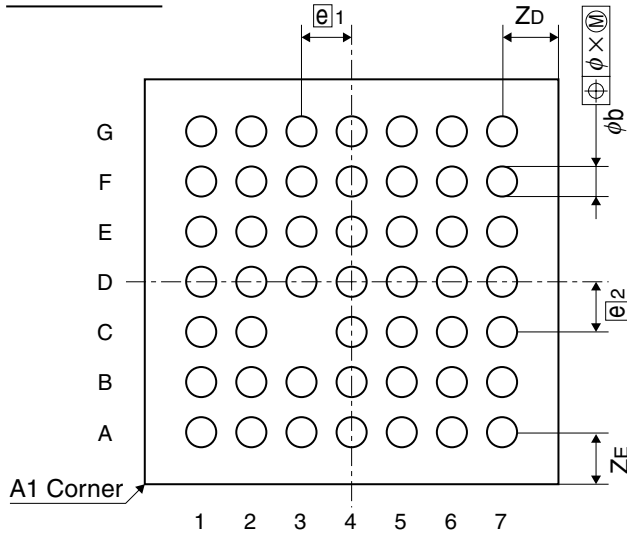 e1
ZD
⌖ φ × Ⓜ
φb
G
F
E
D
C
B
A
e2
ZE
A1 Corner
1 2 3 4 5 6 7